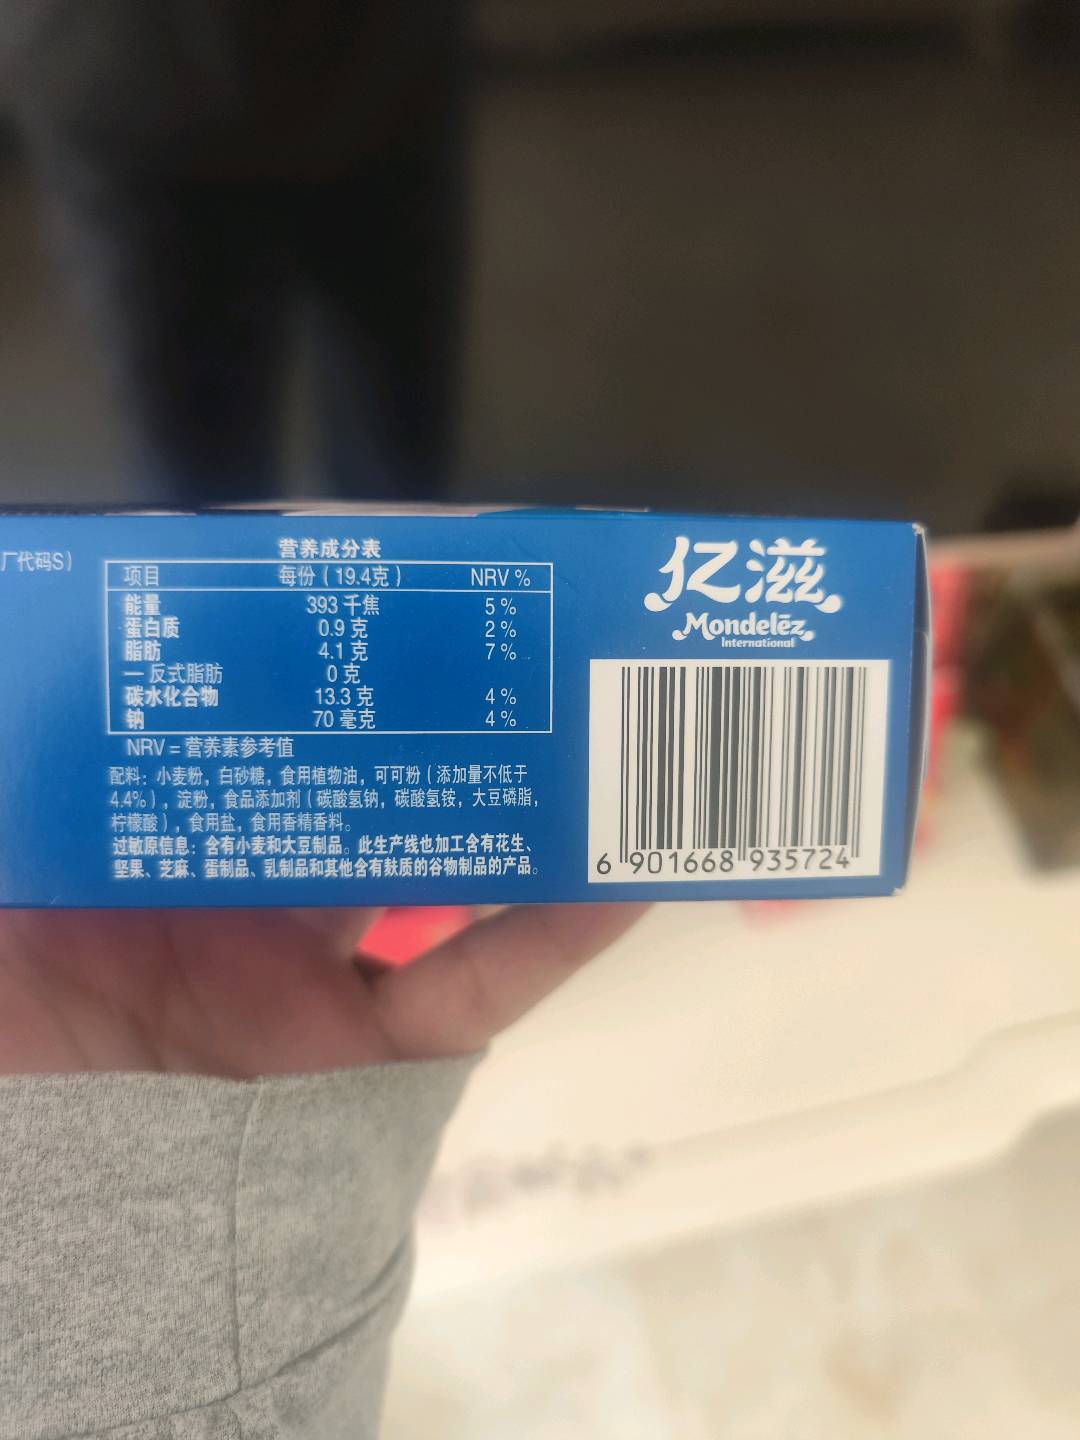 厂代码S）
营养成分表
项目 每份（19.4克） NRV %
能量 393 千焦 5 %
蛋白质 0.9 克 2 %
脂肪 4.1 克 7 %
— 反式脂肪 0 克
碳水化合物 13.3 克 4 %
钠 70 毫克 4 %
NRV = 营养素参考值
配料：小麦粉，白砂糖，食用植物油，可可粉（添加量不低于
4.4%），淀粉，食品添加剂（碳酸氢钠，碳酸氢铵，大豆磷脂，
柠檬酸），食用盐，食用香精香料。
过敏原信息：含有小麦和大豆制品。此生产线也加工含有花生、
坚果、芝麻、蛋制品、乳制品和其他含有麸质的谷物制品的产品。
亿滋
Mondelēz
International
6 901668 935724